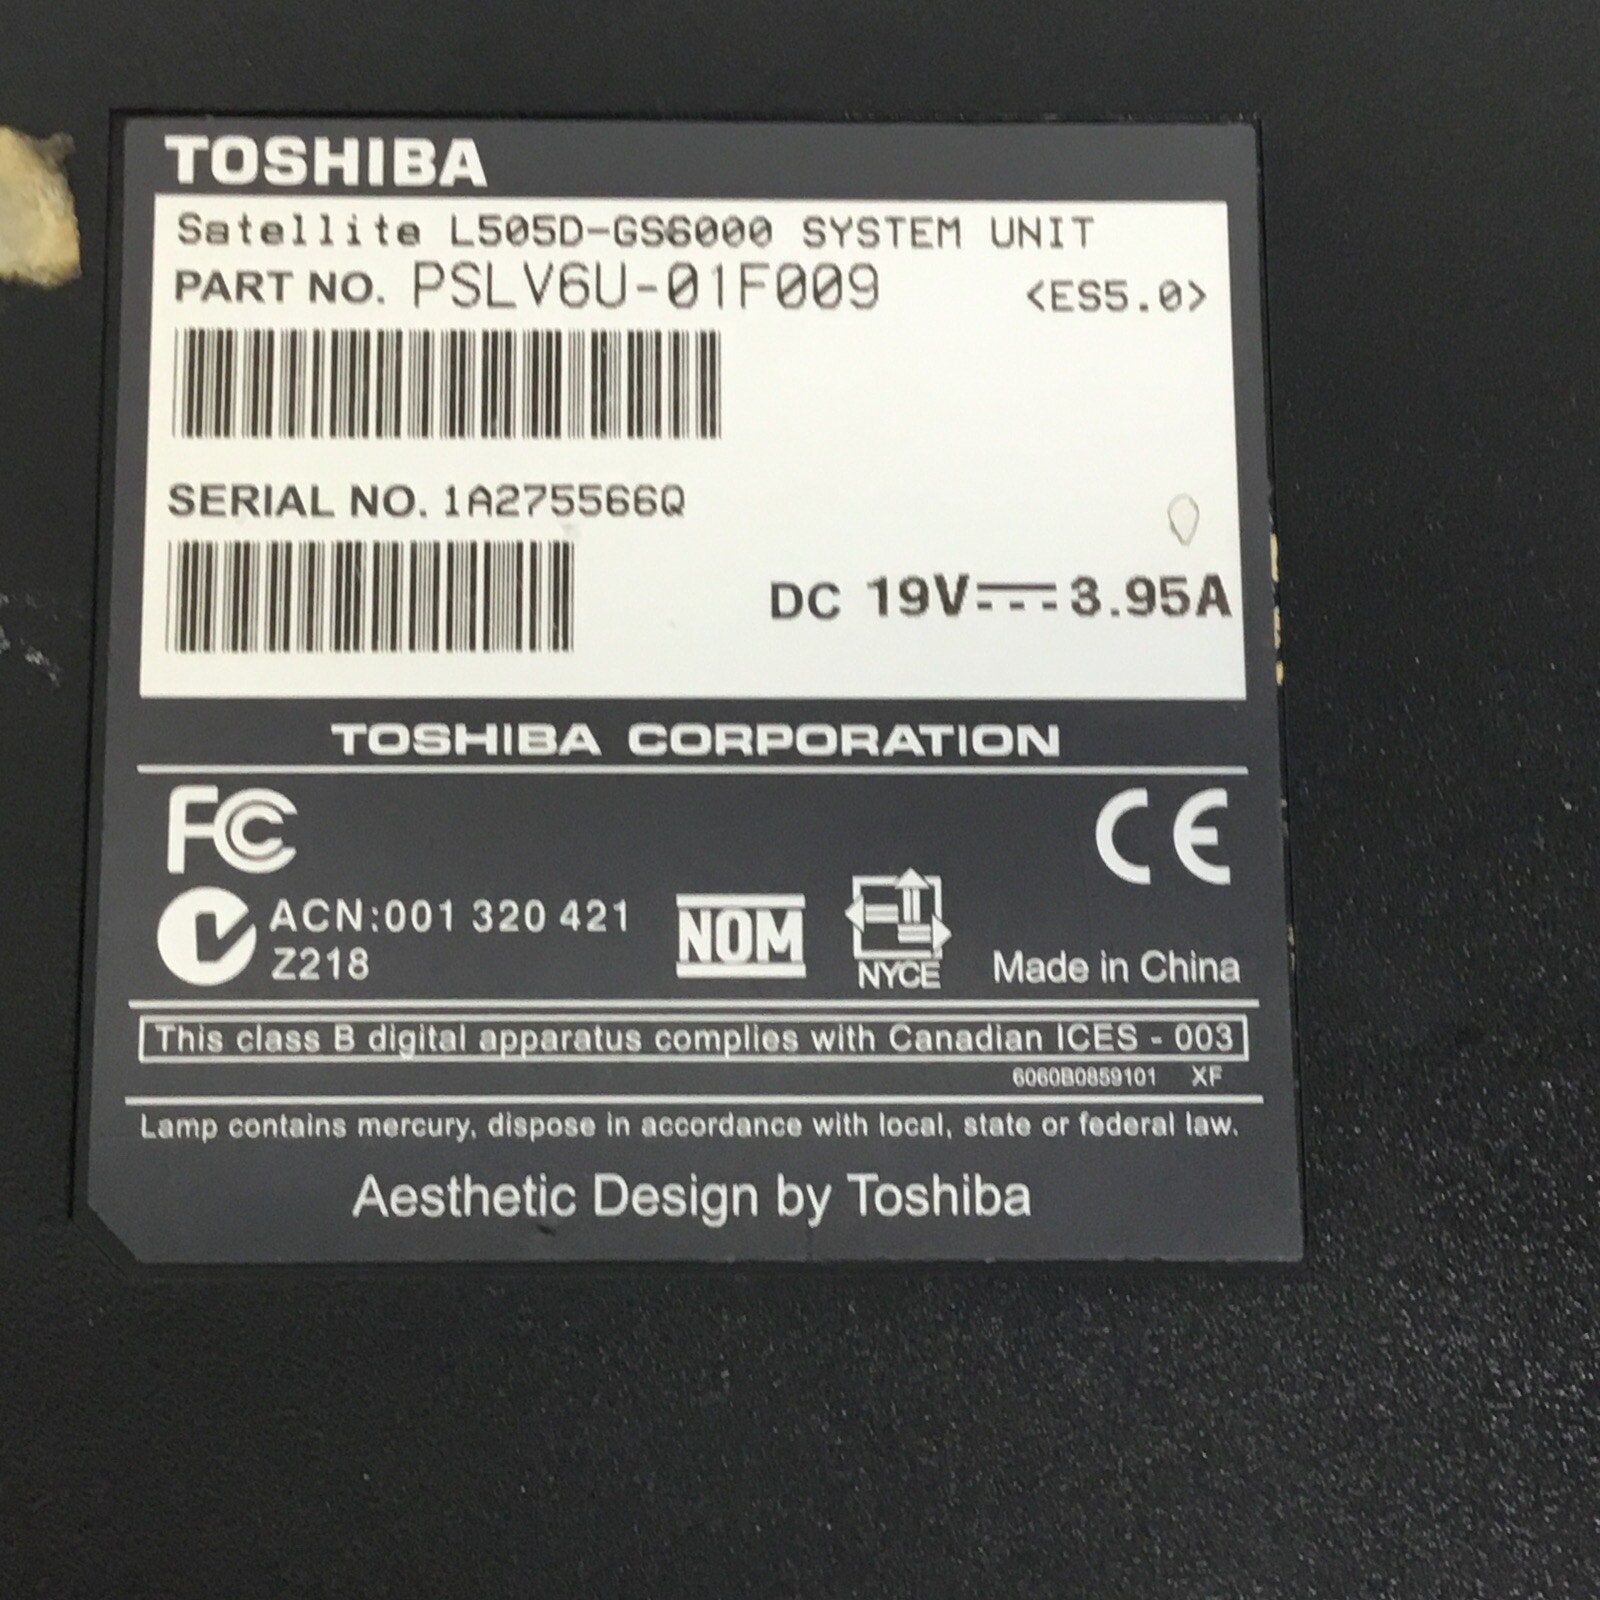 TOSHIBA
Satellite L505D-GS6000 SYSTEM UNIT
PART NO. PSLV6U-01F009 <ES5.0>
SERIAL NO. 1A275566Q
DC 19V 3.95A
TOSHIBA CORPORATION
FC CE
ACN:001 320 421
Z218
NOM
NYCE
Made in China
This class B digital apparatus complies with Canadian ICES - 003
6060B0859101 XF
Lamp contains mercury, dispose in accordance with local, state or federal law.
Aesthetic Design by Toshiba